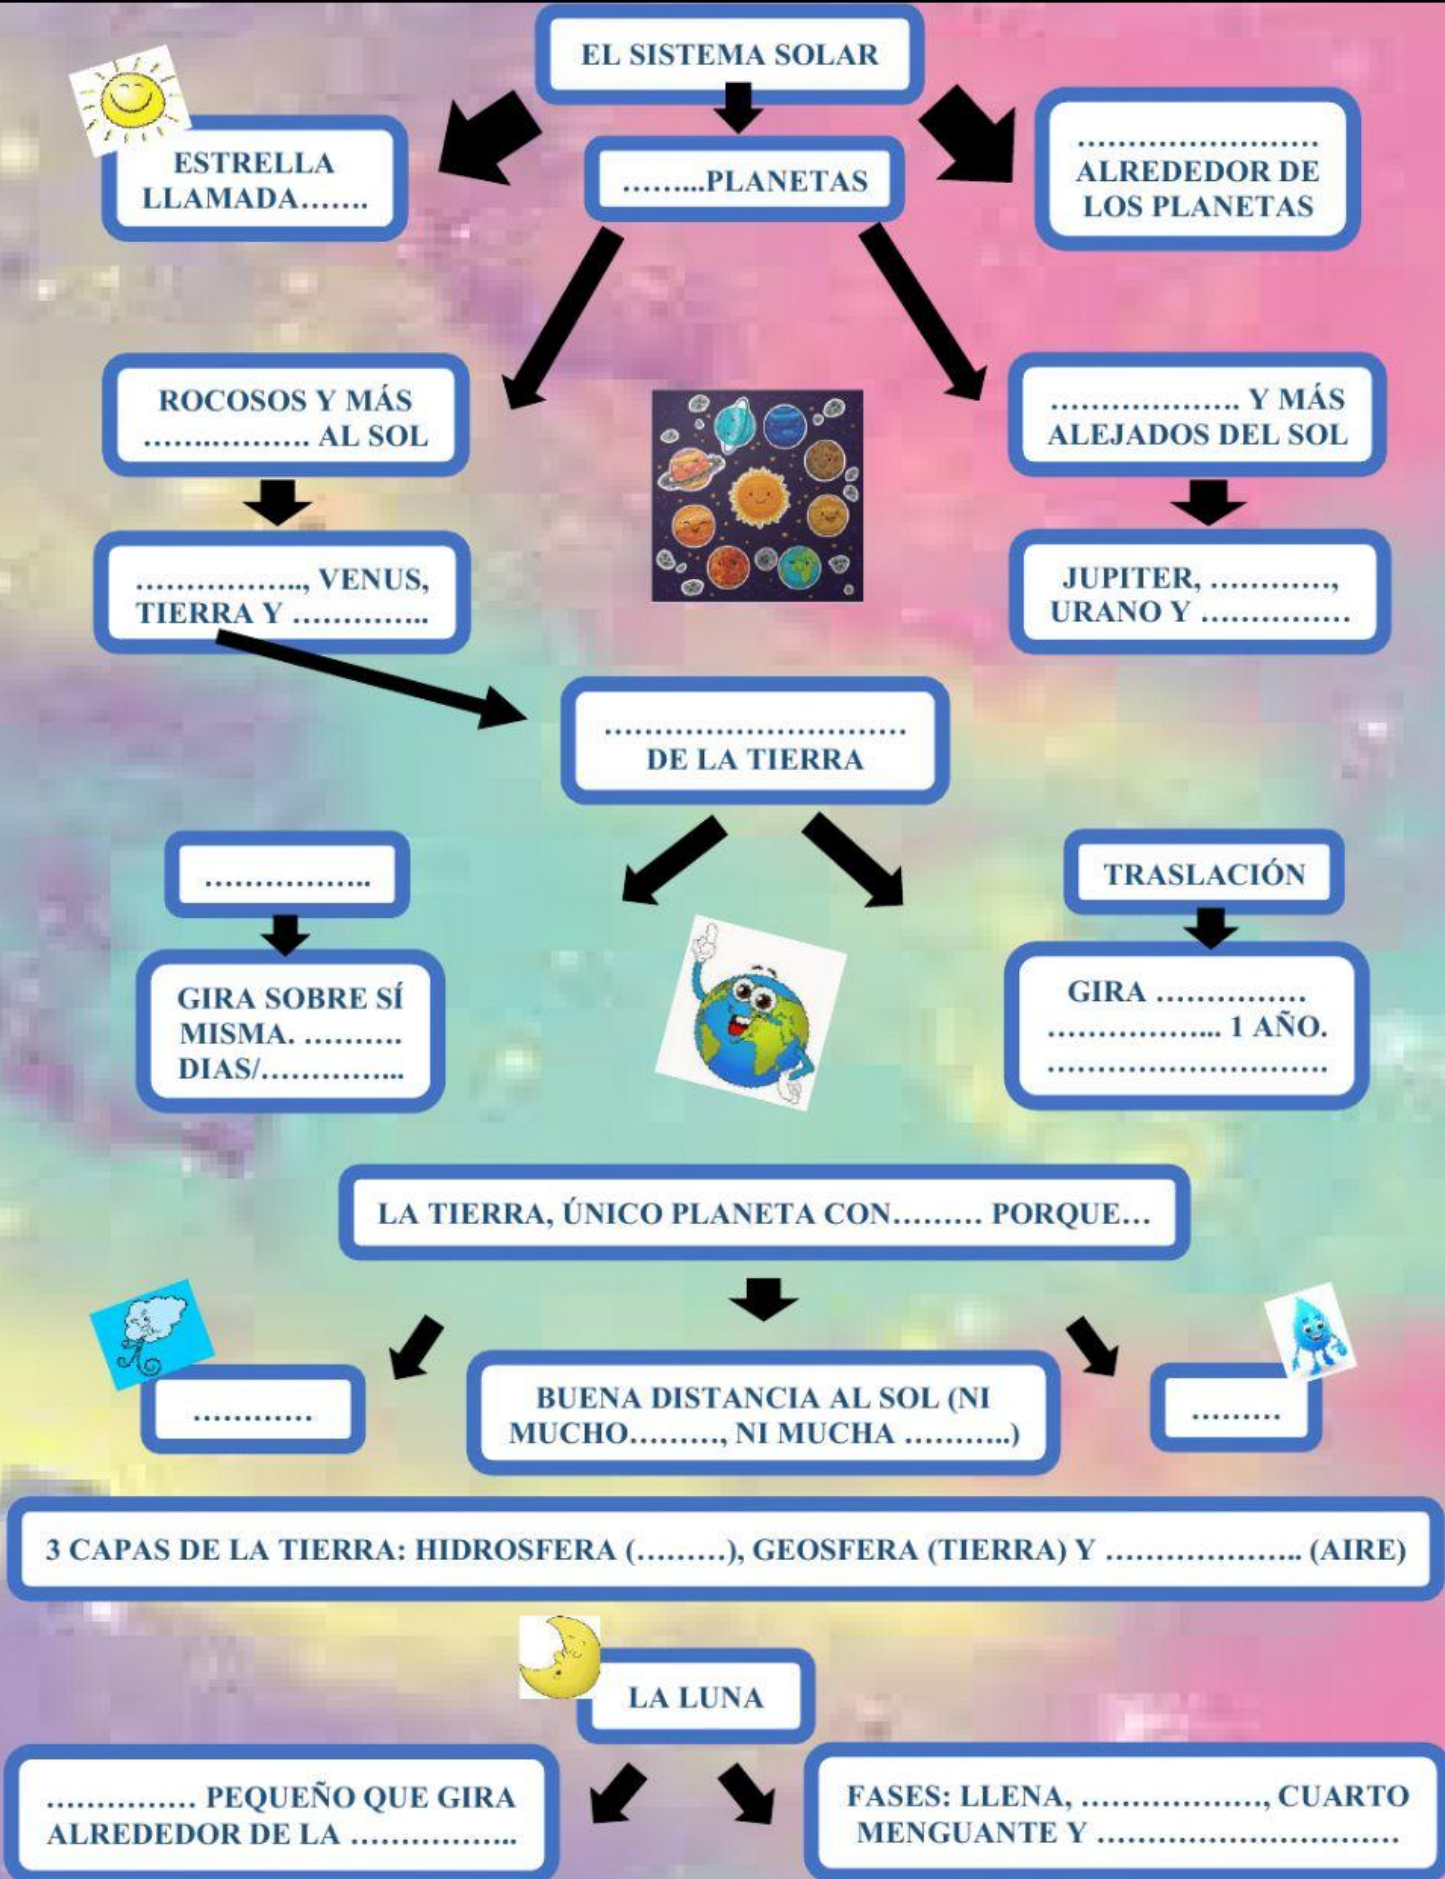 EL SISTEMA SOLAR
ESTRELLA
LLAMADA.......
.........PLANETAS
........................
ALREDEDOR DE
LOS PLANETAS
ROCOSOS Y MÁS
................. AL SOL
................... Y MÁS
ALEJADOS DEL SOL
................., VENUS,
TIERRA Y ..............
JUPITER, ............,
URANO Y ...............
..............................
DE LA TIERRA
.................
TRASLACIÓN
GIRA SOBRE SÍ
MISMA. ..........
DIAS/...............
GIRA ...............
.................. 1 AÑO.
............................
LA TIERRA, ÚNICO PLANETA CON......... PORQUE...
............
BUENA DISTANCIA AL SOL (NI
MUCHO........., NI MUCHA ...........)
.........
3 CAPAS DE LA TIERRA: HIDROSFERA (.........), GEOSFERA (TIERRA) Y .................... (AIRE)
LA LUNA
............... PEQUEÑO QUE GIRA
ALREDEDOR DE LA .................
FASES: LLENA, .................., CUARTO
MENGUANTE Y ..............................